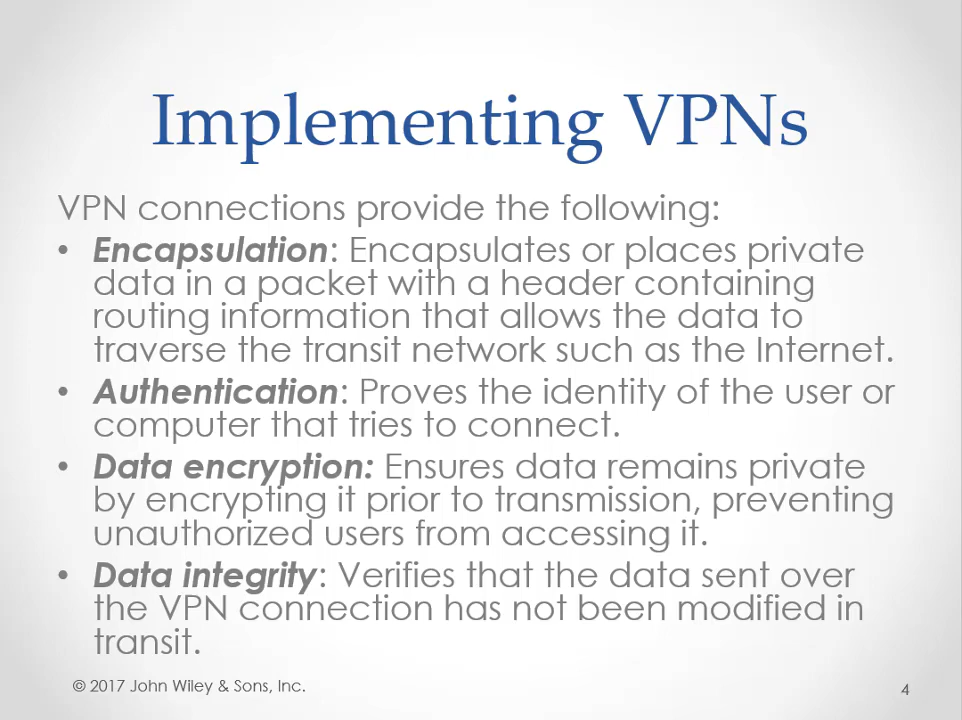 Implementing VPNs
VPN connections provide the following:
• Encapsulation: Encapsulates or places private
data in a packet with a header containing
routing information that allows the data to
traverse the transit network such as the Internet.
• Authentication: Proves the identity of the user or
computer that tries to connect.
• Data encryption: Ensures data remains private
by encrypting it prior to transmission, preventing
unauthorized users from accessing it.
• Data integrity: Verifies that the data sent over
the VPN connection has not been modified in
transit.
© 2017 John Wiley & Sons, Inc.
4